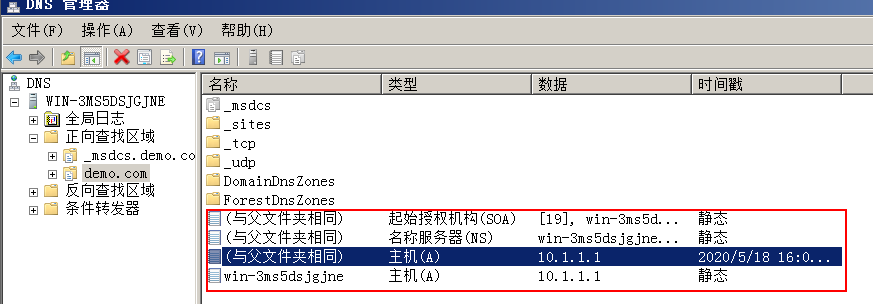 DNS 管理器
文件(F) 操作(A) 查看(V) 帮助(H)
DNS
WIN-3MS5DSJGJNE
全局日志
正向查找区域
_msdcs.demo.co
demo.com
反向查找区域
条件转发器
名称 类型 数据 时间戳
_msdcs
_sites
_tcp
_udp
DomainDnsZones
ForestDnsZones
(与父文件夹相同) 起始授权机构(SOA) [19], win-3ms5d... 静态
(与父文件夹相同) 名称服务器(NS) win-3ms5dsjgjne... 静态
(与父文件夹相同) 主机(A) 10.1.1.1 2020/5/18 16:0...
win-3ms5dsjgjne 主机(A) 10.1.1.1 静态